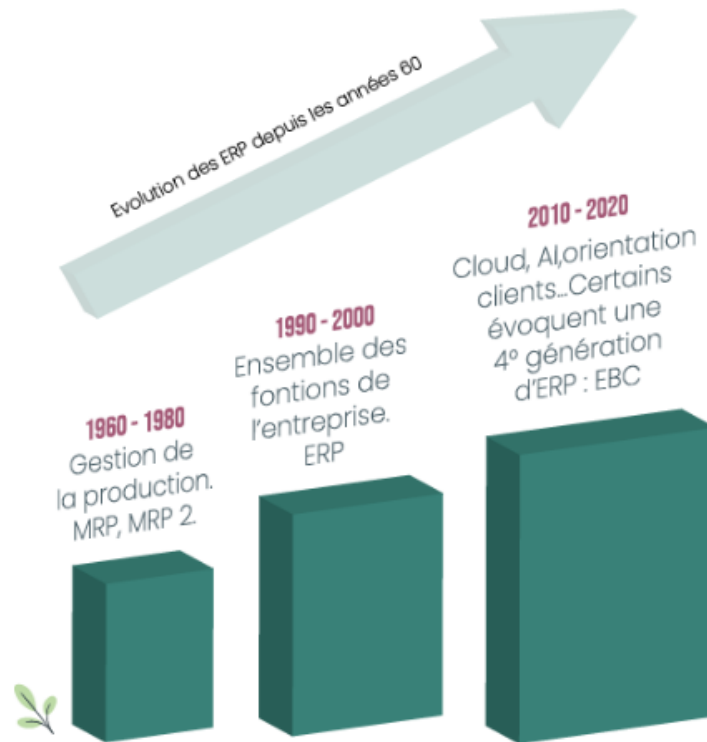 Evolution des ERP depuis les années 60
1960 - 1980
Gestion de
la production.
MRP, MRP 2.
1990 - 2000
Ensemble des
fontions de
l'entreprise.
ERP
2010 - 2020
Cloud, AI,orientation
clients...Certains
évoquent une
4° génération
d'ERP : EBC